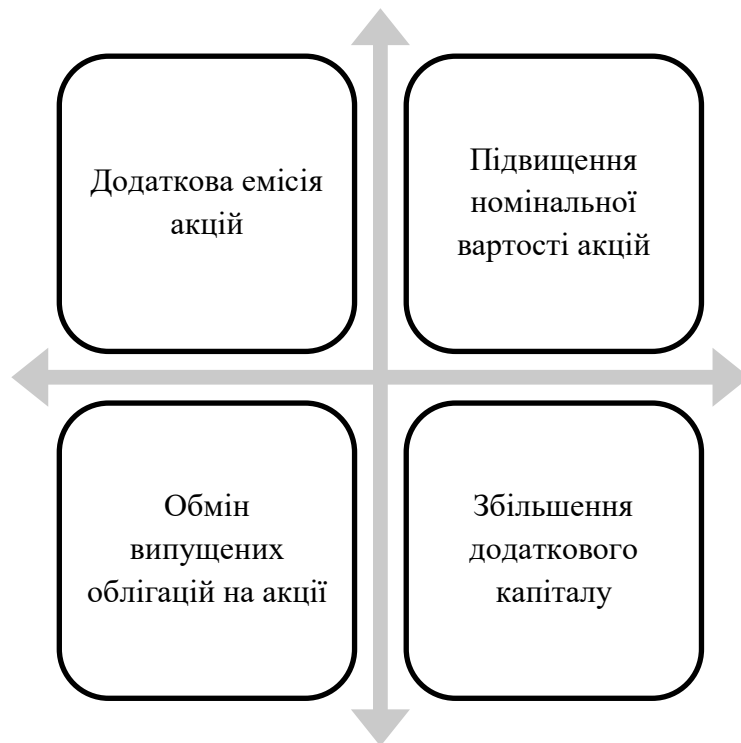 Додаткова емісія
акцій
Підвищення
номінальної
вартості акцій
Обмін
випущених
облігацій на акції
Збільшення
додаткового
капіталу